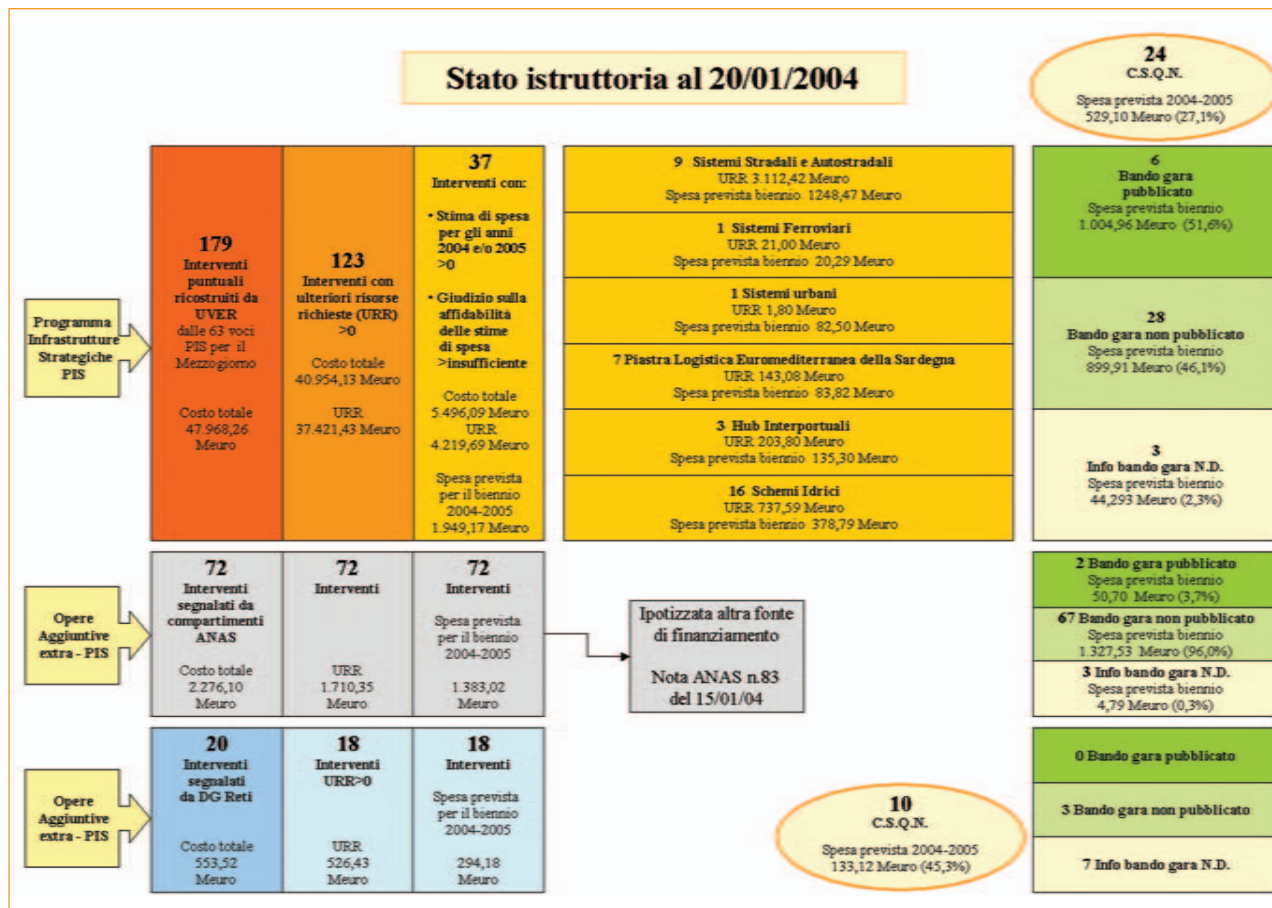 Stato istruttoria al 20/01/2004
24
C.S.Q.N.
Spesa prevista 2004-2005
529,10 Meuro (27,1%)
Programma
Infrastrutture
Strategiche
PIS
179
Interventi
puntuali
ricostruiti da
UVER
dalle 63 voci
PIS per il
Mezzogiorno
Costo totale
47.968,26
Meuro
123
Interventi con
ulteriori risorse
richieste (URR)
>0
Costo totale
40.954,13 Meuro
URR
37.421,43 Meuro
37
Interventi con:
• Stima di spesa
per gli anni
2004 e/o 2005
>0
• Giudizio sulla
affidabilità
delle stime
di spesa
>insufficiente
Costo totale
5.496,09 Meuro
URR
4.219,69 Meuro
Spesa prevista
per il biennio
2004-2005
1.949,17 Meuro
9 Sistemi Stradali e Autostradali
URR 3.112,42 Meuro
Spesa prevista biennio 1248,47 Meuro
1 Sistemi Ferroviari
URR 21,00 Meuro
Spesa prevista biennio 20,29 Meuro
1 Sistemi urbani
URR 1,80 Meuro
Spesa prevista biennio 82,50 Meuro
7 Piastra Logistica Euromediterranea della Sardegna
URR 143,08 Meuro
Spesa prevista biennio 83,82 Meuro
3 Hub Interportuali
URR 203,80 Meuro
Spesa prevista biennio 135,30 Meuro
16 Schemi Idrici
URR 737,59 Meuro
Spesa prevista biennio 378,79 Meuro
6
Bando gara
pubblicato
Spesa prevista
biennio
1.004,96 Meuro (51,6%)
28
Bando gara non pubblicato
Spesa prevista
biennio
899,91 Meuro (46,1%)
3
Info bando gara N.D.
Spesa prevista
biennio
44,293 Meuro (2,3%)
Opere
Aggiuntive
extra - PIS
72
Interventi
segnalati da
compartimenti
ANAS
Costo totale
2.276,10
Meuro
72
Interventi
URR
1.710,35
Meuro
72
Interventi
Spesa prevista
per il biennio
2004-2005
1.383,02
Meuro
Ipotizzata altra fonte
di finanziamento
Nota ANAS n.83
del 15/01/04
2 Bando gara pubblicato
Spesa prevista
biennio
50,70 Meuro (3,7%)
67 Bando gara non pubblicato
Spesa prevista
biennio
1.327,53 Meuro (96,0%)
3 Info bando gara N.D.
Spesa prevista
biennio
4,79 Meuro (0,3%)
Opere
Aggiuntive
extra - PIS
20
Interventi
segnalati
da DG Reti
Costo totale
553,52
Meuro
18
Interventi
URR>0
URR
526,43
Meuro
18
Interventi
Spesa prevista
per il biennio
2004-2005
294,18
Meuro
10
C.S.Q.N.
Spesa prevista 2004-2005
133,12 Meuro (45,3%)
0 Bando gara pubblicato
3 Bando gara non pubblicato
7 Info bando gara N.D.